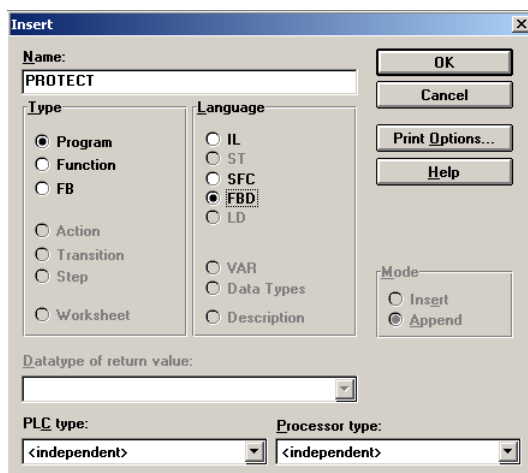 Insert
Name:
PROTECT
OK
Cancel
Print Options...
Help
Type
Program
Function
FB
Action
Transition
Step
Worksheet
Language
IL
ST
SFC
FBD
LD
VAR
Data Types
Description
Mode
Insert
Append
Datatype of return value:
PLC type:
<independent>
Processor type:
<independent>